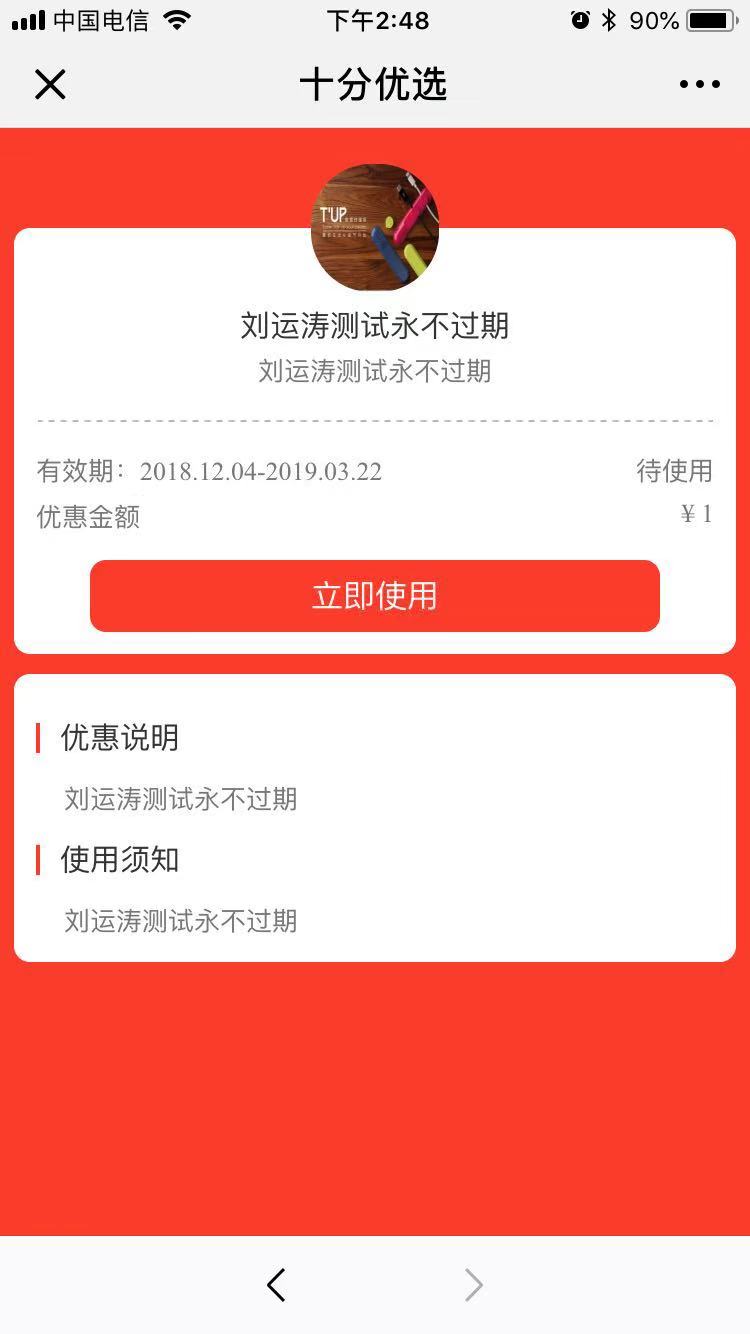 中国电信
下午2:48
90%
十分优选
T'UP
刘运涛测试永不过期
刘运涛测试永不过期
有效期：2018.12.04-2019.03.22
待使用
优惠金额
¥ 1
立即使用
优惠说明
刘运涛测试永不过期
使用须知
刘运涛测试永不过期